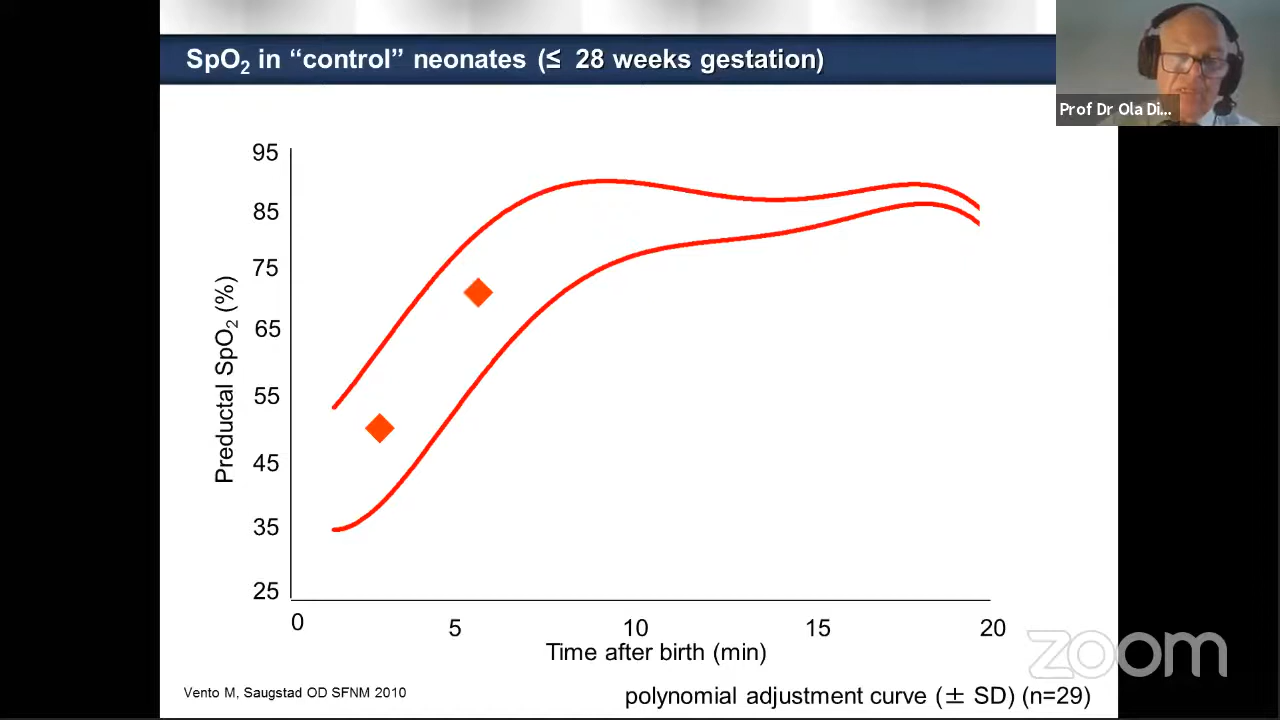 SpO2 in “control” neonates (≤ 28 weeks gestation)
Prof Dr Ola Di...
95
85
75
65
55
45
35
25
Preductal SpO2 (%)
0
5
10
15
20
Time after birth (min)
zoom
Vento M, Saugstad OD SFNM 2010
polynomial adjustment curve (± SD) (n=29)